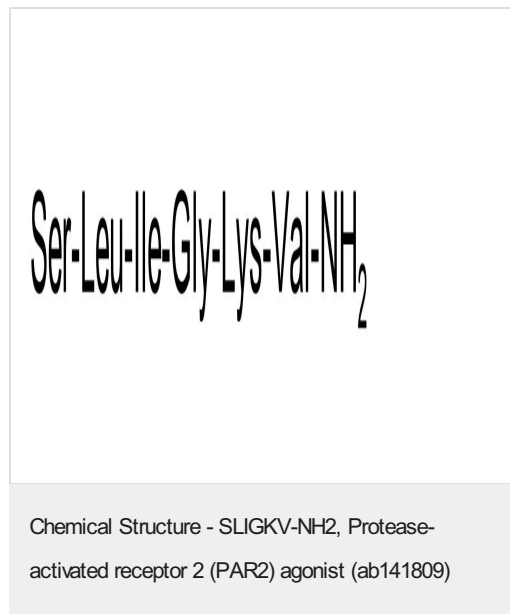 Ser-Leu-Ile-Gly-Lys-Val-NH2
Chemical Structure - SLIGKV-NH2, Protease-
activated receptor 2 (PAR2) agonist (ab141809)